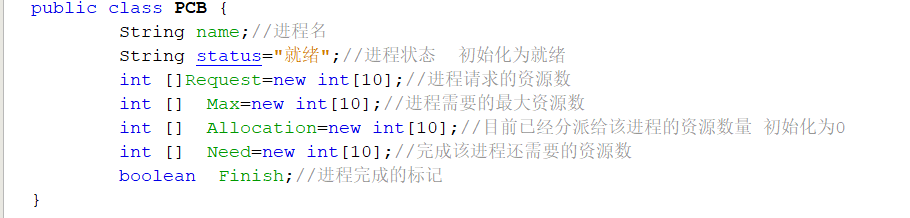 public class PCB {
String name;//进程名
String status="就绪";//进程状态  初始化为就绪
int []Request=new int[10];//进程请求的资源数
int []  Max=new int[10];//进程需要的最大资源数
int []  Allocation=new int[10];//目前已经分派给该进程的资源数量 初始化为0
int []  Need=new int[10];//完成该进程还需要的资源数
boolean  Finish;//进程完成的标记
}